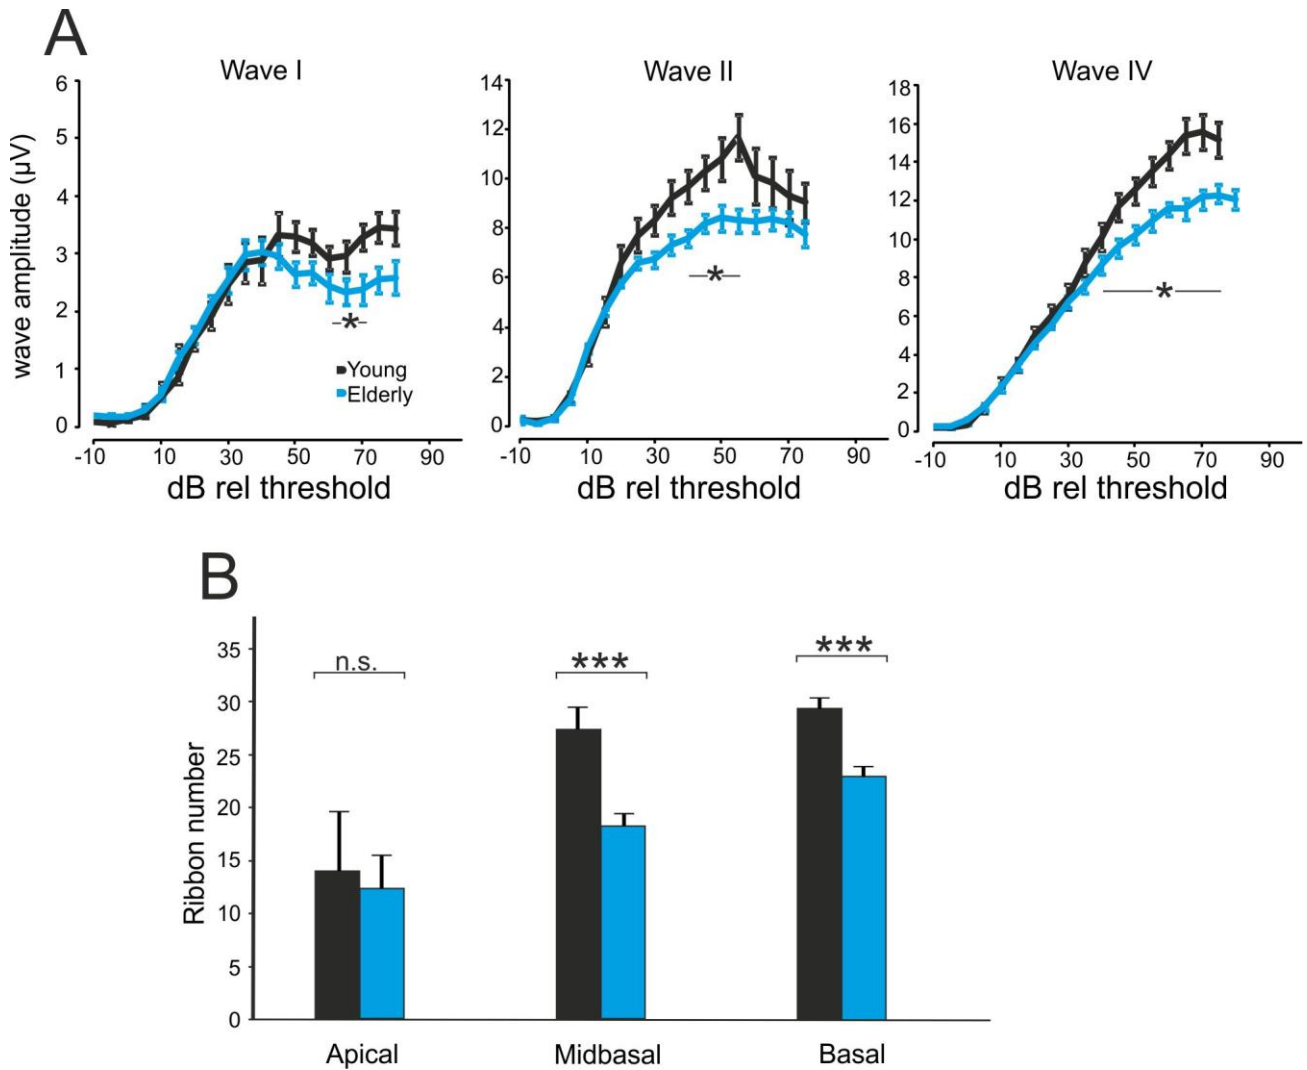 A
Wave I
Wave II
Wave IV
wave amplitude (µV)
6
5
4
3
2
1
0
*
Young
Elderly
-10 10 30 50 70 90
dB rel threshold
14
12
10
8
6
4
2
0
*
-10 10 30 50 70 90
dB rel threshold
18
16
14
12
10
8
6
4
2
0
*
-10 10 30 50 70 90
dB rel threshold
B
Ribbon number
35
30
25
20
15
10
5
0
n.s.
***
***
Apical
Midbasal
Basal